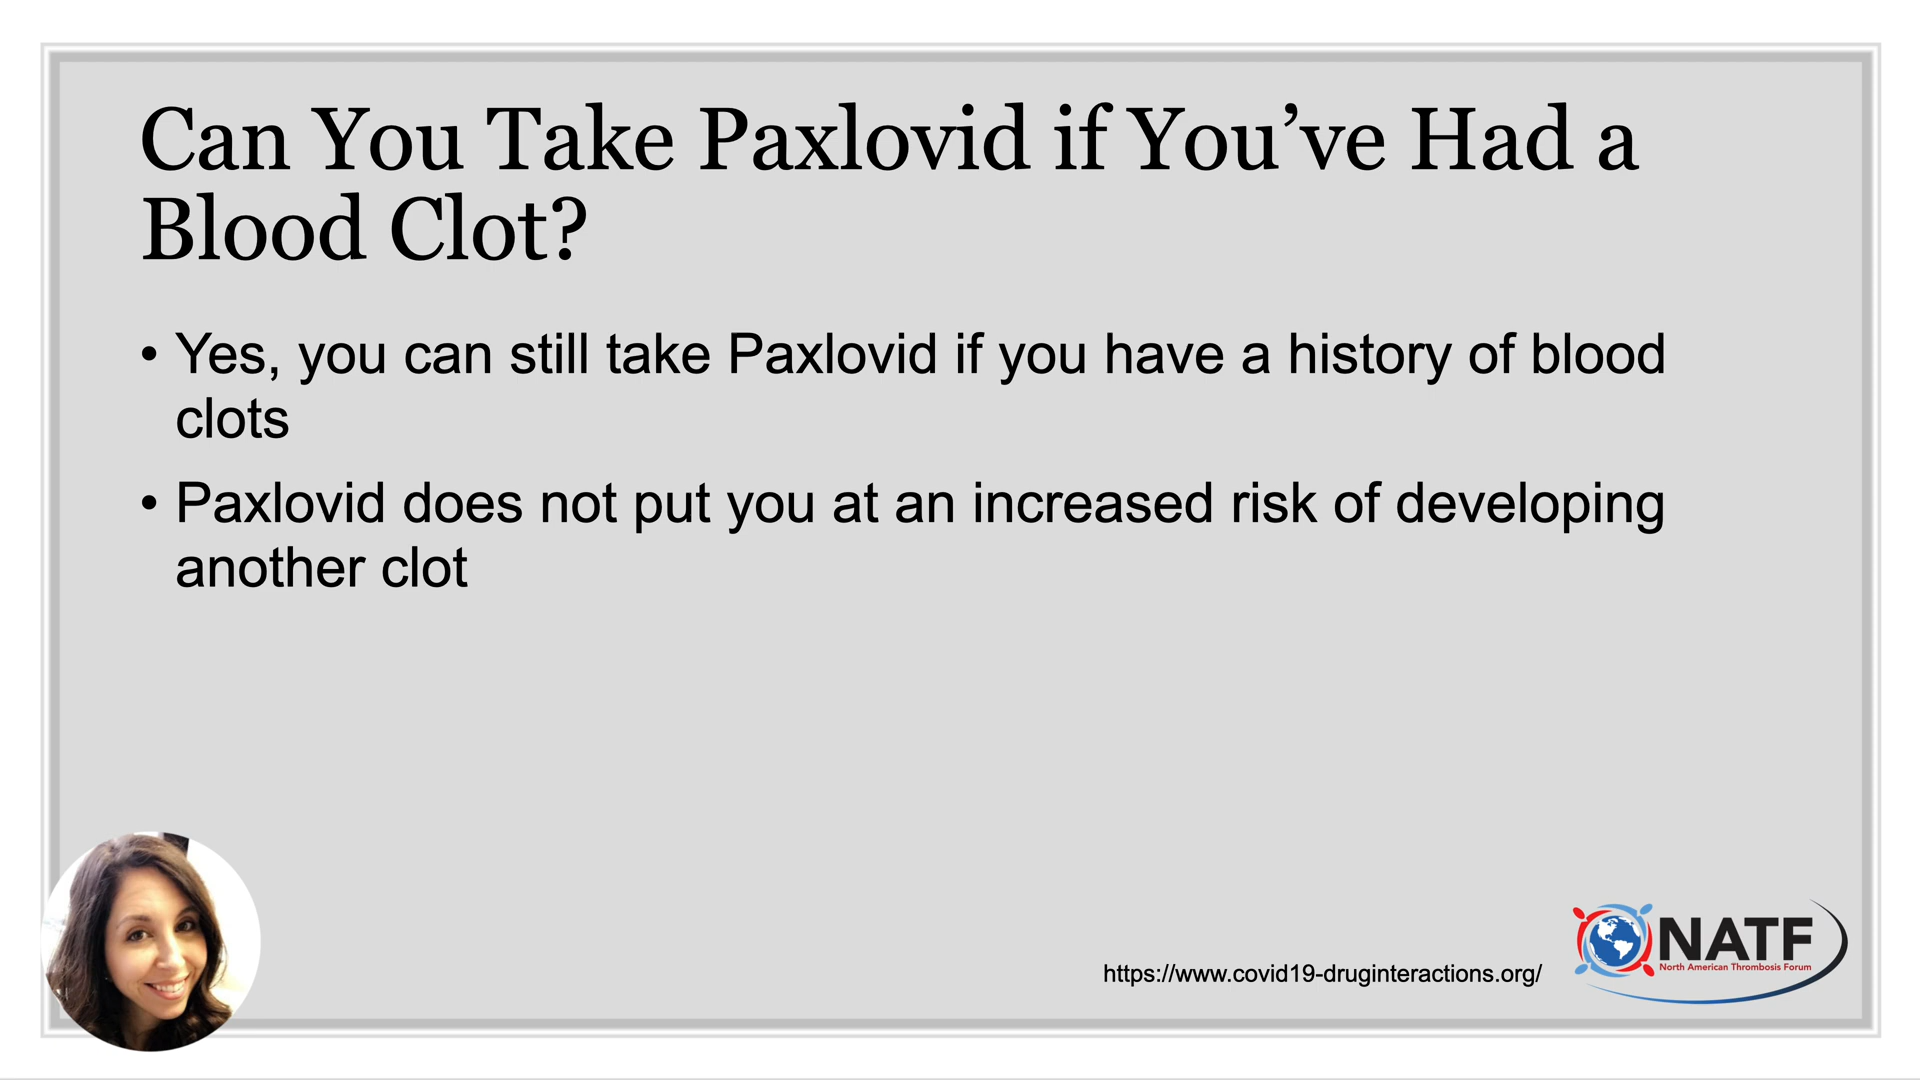 Can You Take Paxlovid if You’ve Had a
Blood Clot?
• Yes, you can still take Paxlovid if you have a history of blood
clots
• Paxlovid does not put you at an increased risk of developing
another clot
https://www.covid19-druginteractions.org/
NATF
North American Thrombosis Forum